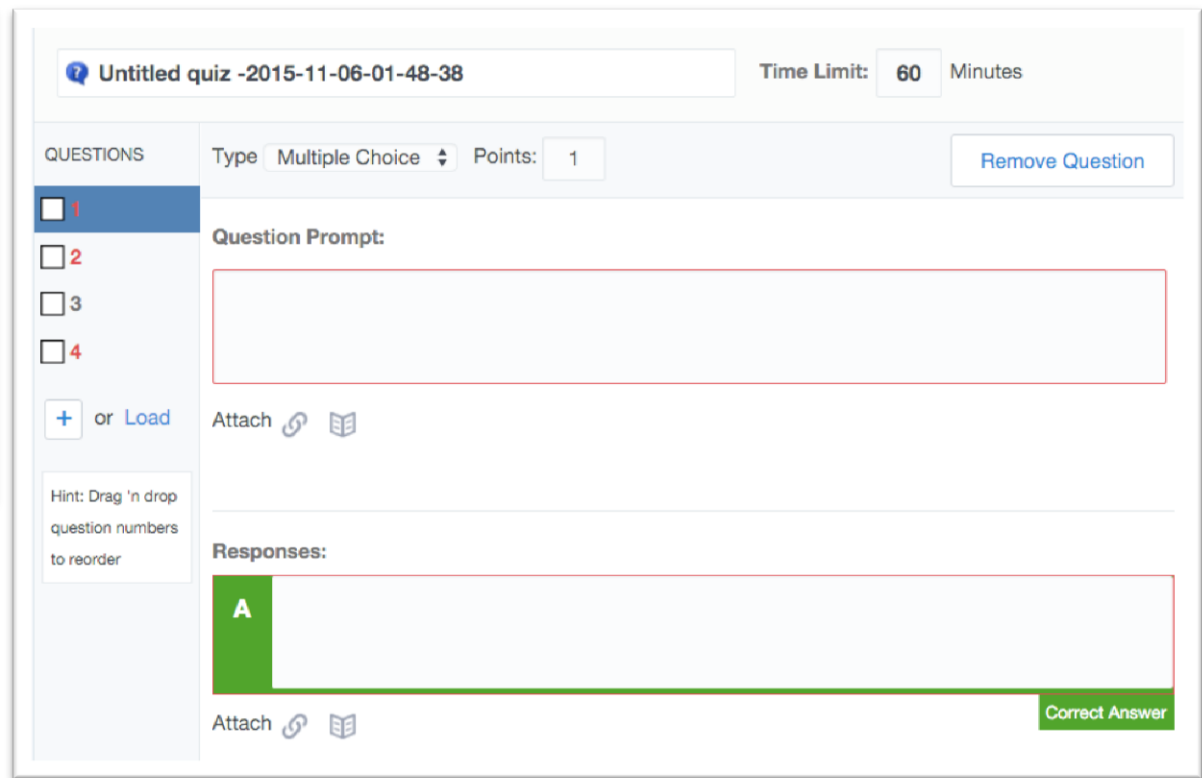 Untitled quiz -2015-11-06-01-48-38
Time Limit: 60 Minutes
QUESTIONS
Type Multiple Choice Points: 1
Remove Question
1
2
3
4
+ or Load
Hint: Drag 'n drop
question numbers
to reorder
Question Prompt:
Attach
Responses:
A
Correct Answer
Attach